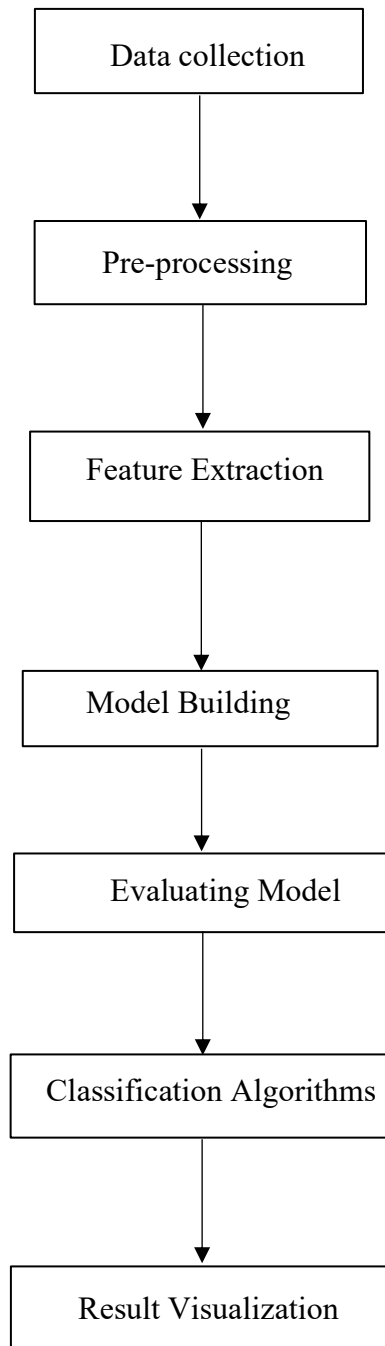 Data collection
Pre-processing
Feature Extraction
Model Building
Evaluating Model
Classification Algorithms
Result Visualization